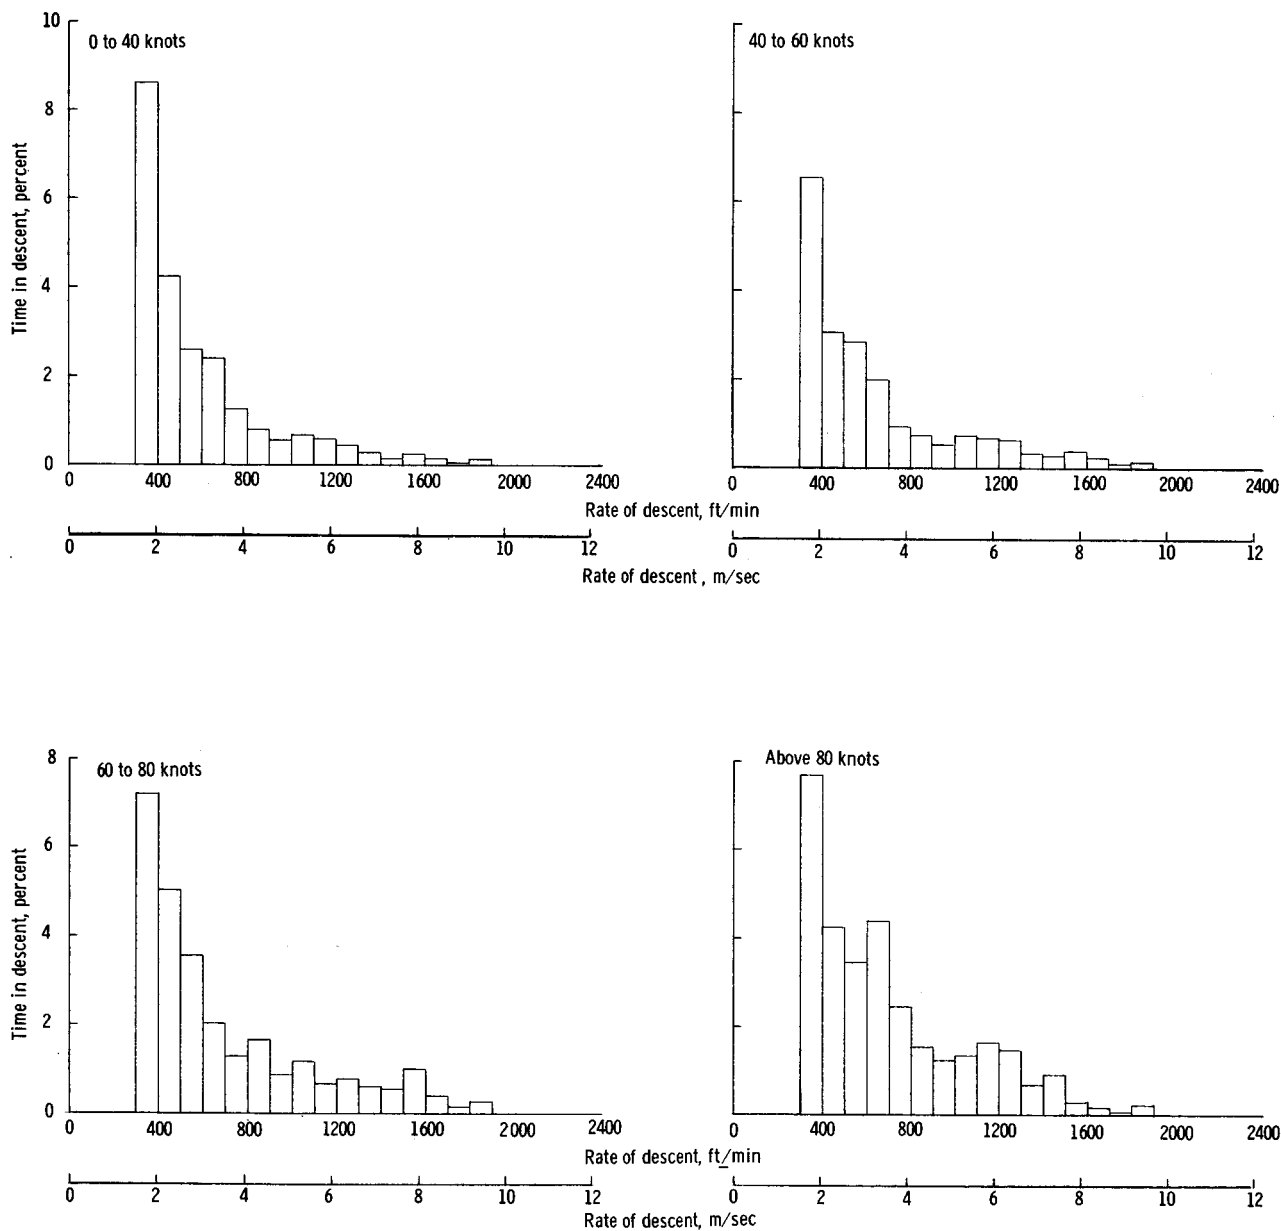 0 to 40 knots
10
8
6
4
2
0
Time in descent, percent
0 400 800 1200 1600 2000 2400
40 to 60 knots
0 400 800 1200 1600 2000 2400
Rate of descent, ft/min
0 2 4 6 8 10 12
0 2 4 6 8 10 12
Rate of descent , m/sec
60 to 80 knots
8
6
4
2
0
Time in descent, percent
0 400 800 1200 1600 2000 2400
Above 80 knots
0 400 800 1200 1600 2000 2400
Rate of descent, ft/min
0 2 4 6 8 10 12
0 2 4 6 8 10 12
Rate of descent, m/sec